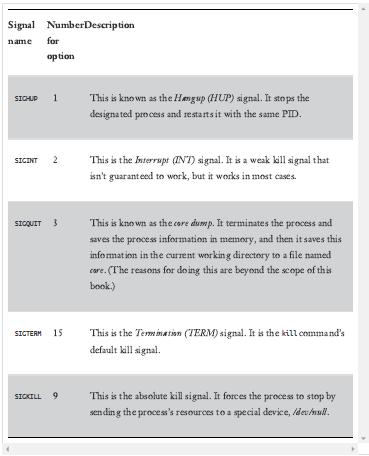 Signal name Number for option Description
SIGHUP 1 This is known as the Hangup (HUP) signal. It stops the
designated process and restarts it with the same PID.
SIGINT 2 This is the Interrupt (INT) signal. It is a weak kill signal that
isn't guaranteed to work, but it works in most cases.
SIGQUIT 3 This is known as the core dump. It terminates the process and
saves the process information in memory, and then it saves this
information in the current working directory to a file named
core. (The reasons for doing this are beyond the scope of this
book.)
SIGTERM 15 This is the Termination (TERM) signal. It is the kill command's
default kill signal.
SIGKILL 9 This is the absolute kill signal. It forces the process to stop by
sending the process's resources to a special device, /dev/null.